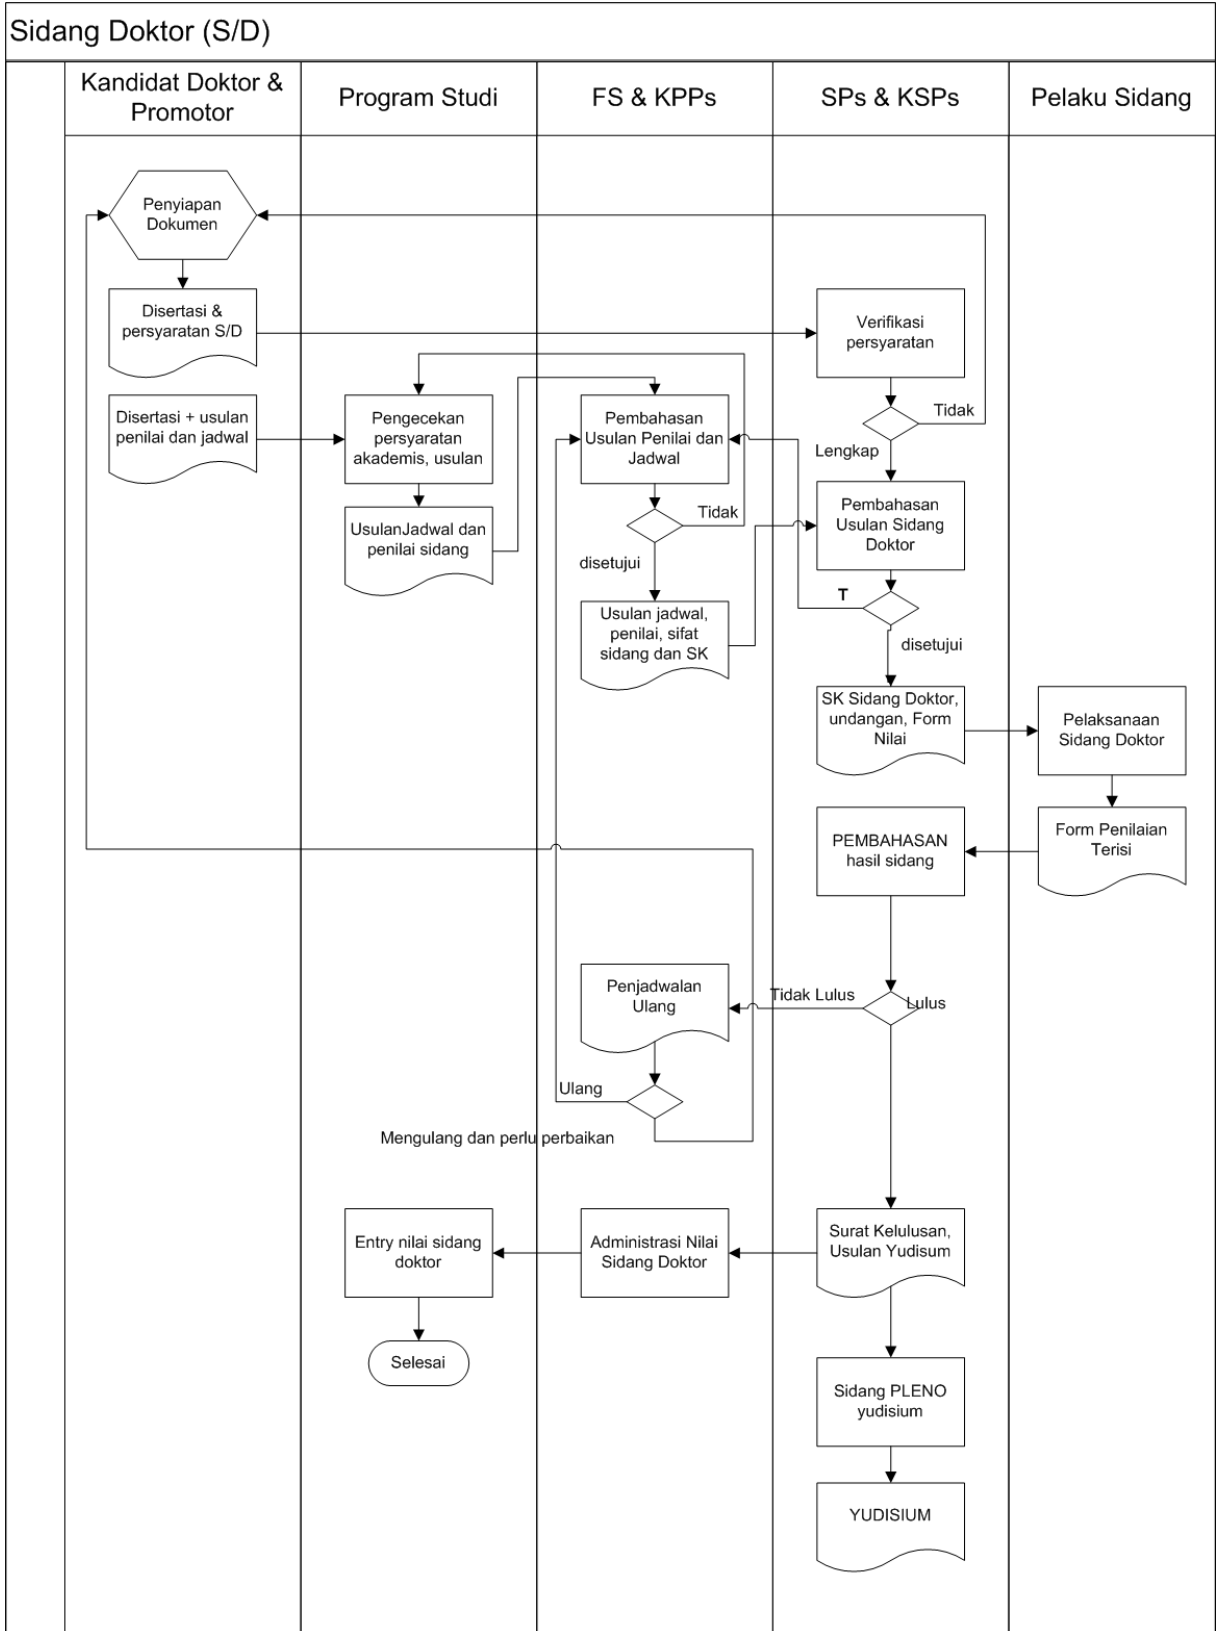 Sidang Doktor (S/D)
Kandidat Doktor &
Promotor
Program Studi
FS & KPPs
SPs & KSPs
Pelaku Sidang
Penyiapan
Dokumen
Disertasi &
persyaratan S/D
Verifikasi
persyaratan
Tidak
Disertasi + usulan
penilai dan jadwal
Pengecekan
persyaratan
akademis, usulan
Pembahasan
Usulan Penilai dan
Jadwal
Lengkap
Pembahasan
Usulan Sidang
Doktor
Tidak
UsulanJadwal dan
penilai sidang
disetujui
T
Usulan jadwal,
penilai, sifat
sidang dan SK
disetujui
SK Sidang Doktor,
undangan, Form
Nilai
Pelaksanaan
Sidang Doktor
PEMBAHASAN
hasil sidang
Form Penilaian
Terisi
Penjadwalan
Ulang
Tidak Lulus
Lulus
Ulang
Mengulang dan perlu perbaikan
Entry nilai sidang
doktor
Administrasi Nilai
Sidang Doktor
Surat Kelulusan,
Usulan Yudisum
Selesai
Sidang PLENO
yudisium
YUDISIUM